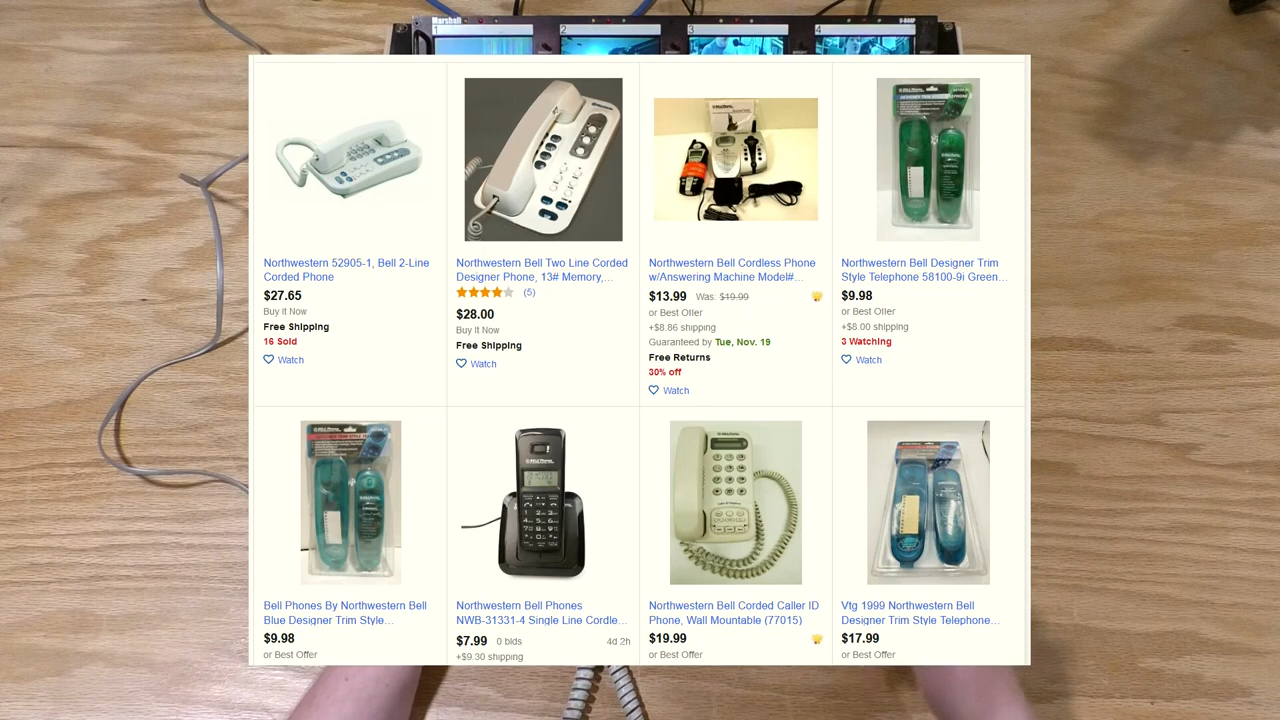 Marshall
1
2
3
4
Northwestern 52905-1, Bell 2-Line
Corded Phone
$27.65
Buy It Now
Free Shipping
16 Sold
Watch
Northwestern Bell Two Line Corded
Designer Phone, 13# Memory,...
(5)
$28.00
Buy It Now
Free Shipping
Watch
Northwestern Bell Cordless Phone
w/Answering Machine Model#...
$13.99 Was: $19.99
or Best Offer
+$8.86 shipping
Guaranteed by Tue, Nov. 19
Free Returns
30% off
Watch
Northwestern Bell Designer Trim
Style Telephone 58100-9i Green...
$9.98
or Best Offer
+$8.00 shipping
3 Watching
Watch
Bell Phones By Northwestern Bell
Blue Designer Trim Style...
$9.98
or Best Offer
Northwestern Bell Phones
NWB-31331-4 Single Line Cordle...
$7.99 0 bids 4d 2h
+$9.30 shipping
Northwestern Bell Corded Caller ID
Phone, Wall Mountable (77015)
$19.99
or Best Offer
Vtg 1999 Northwestern Bell
Designer Trim Style Telephone...
$17.99
or Best Offer